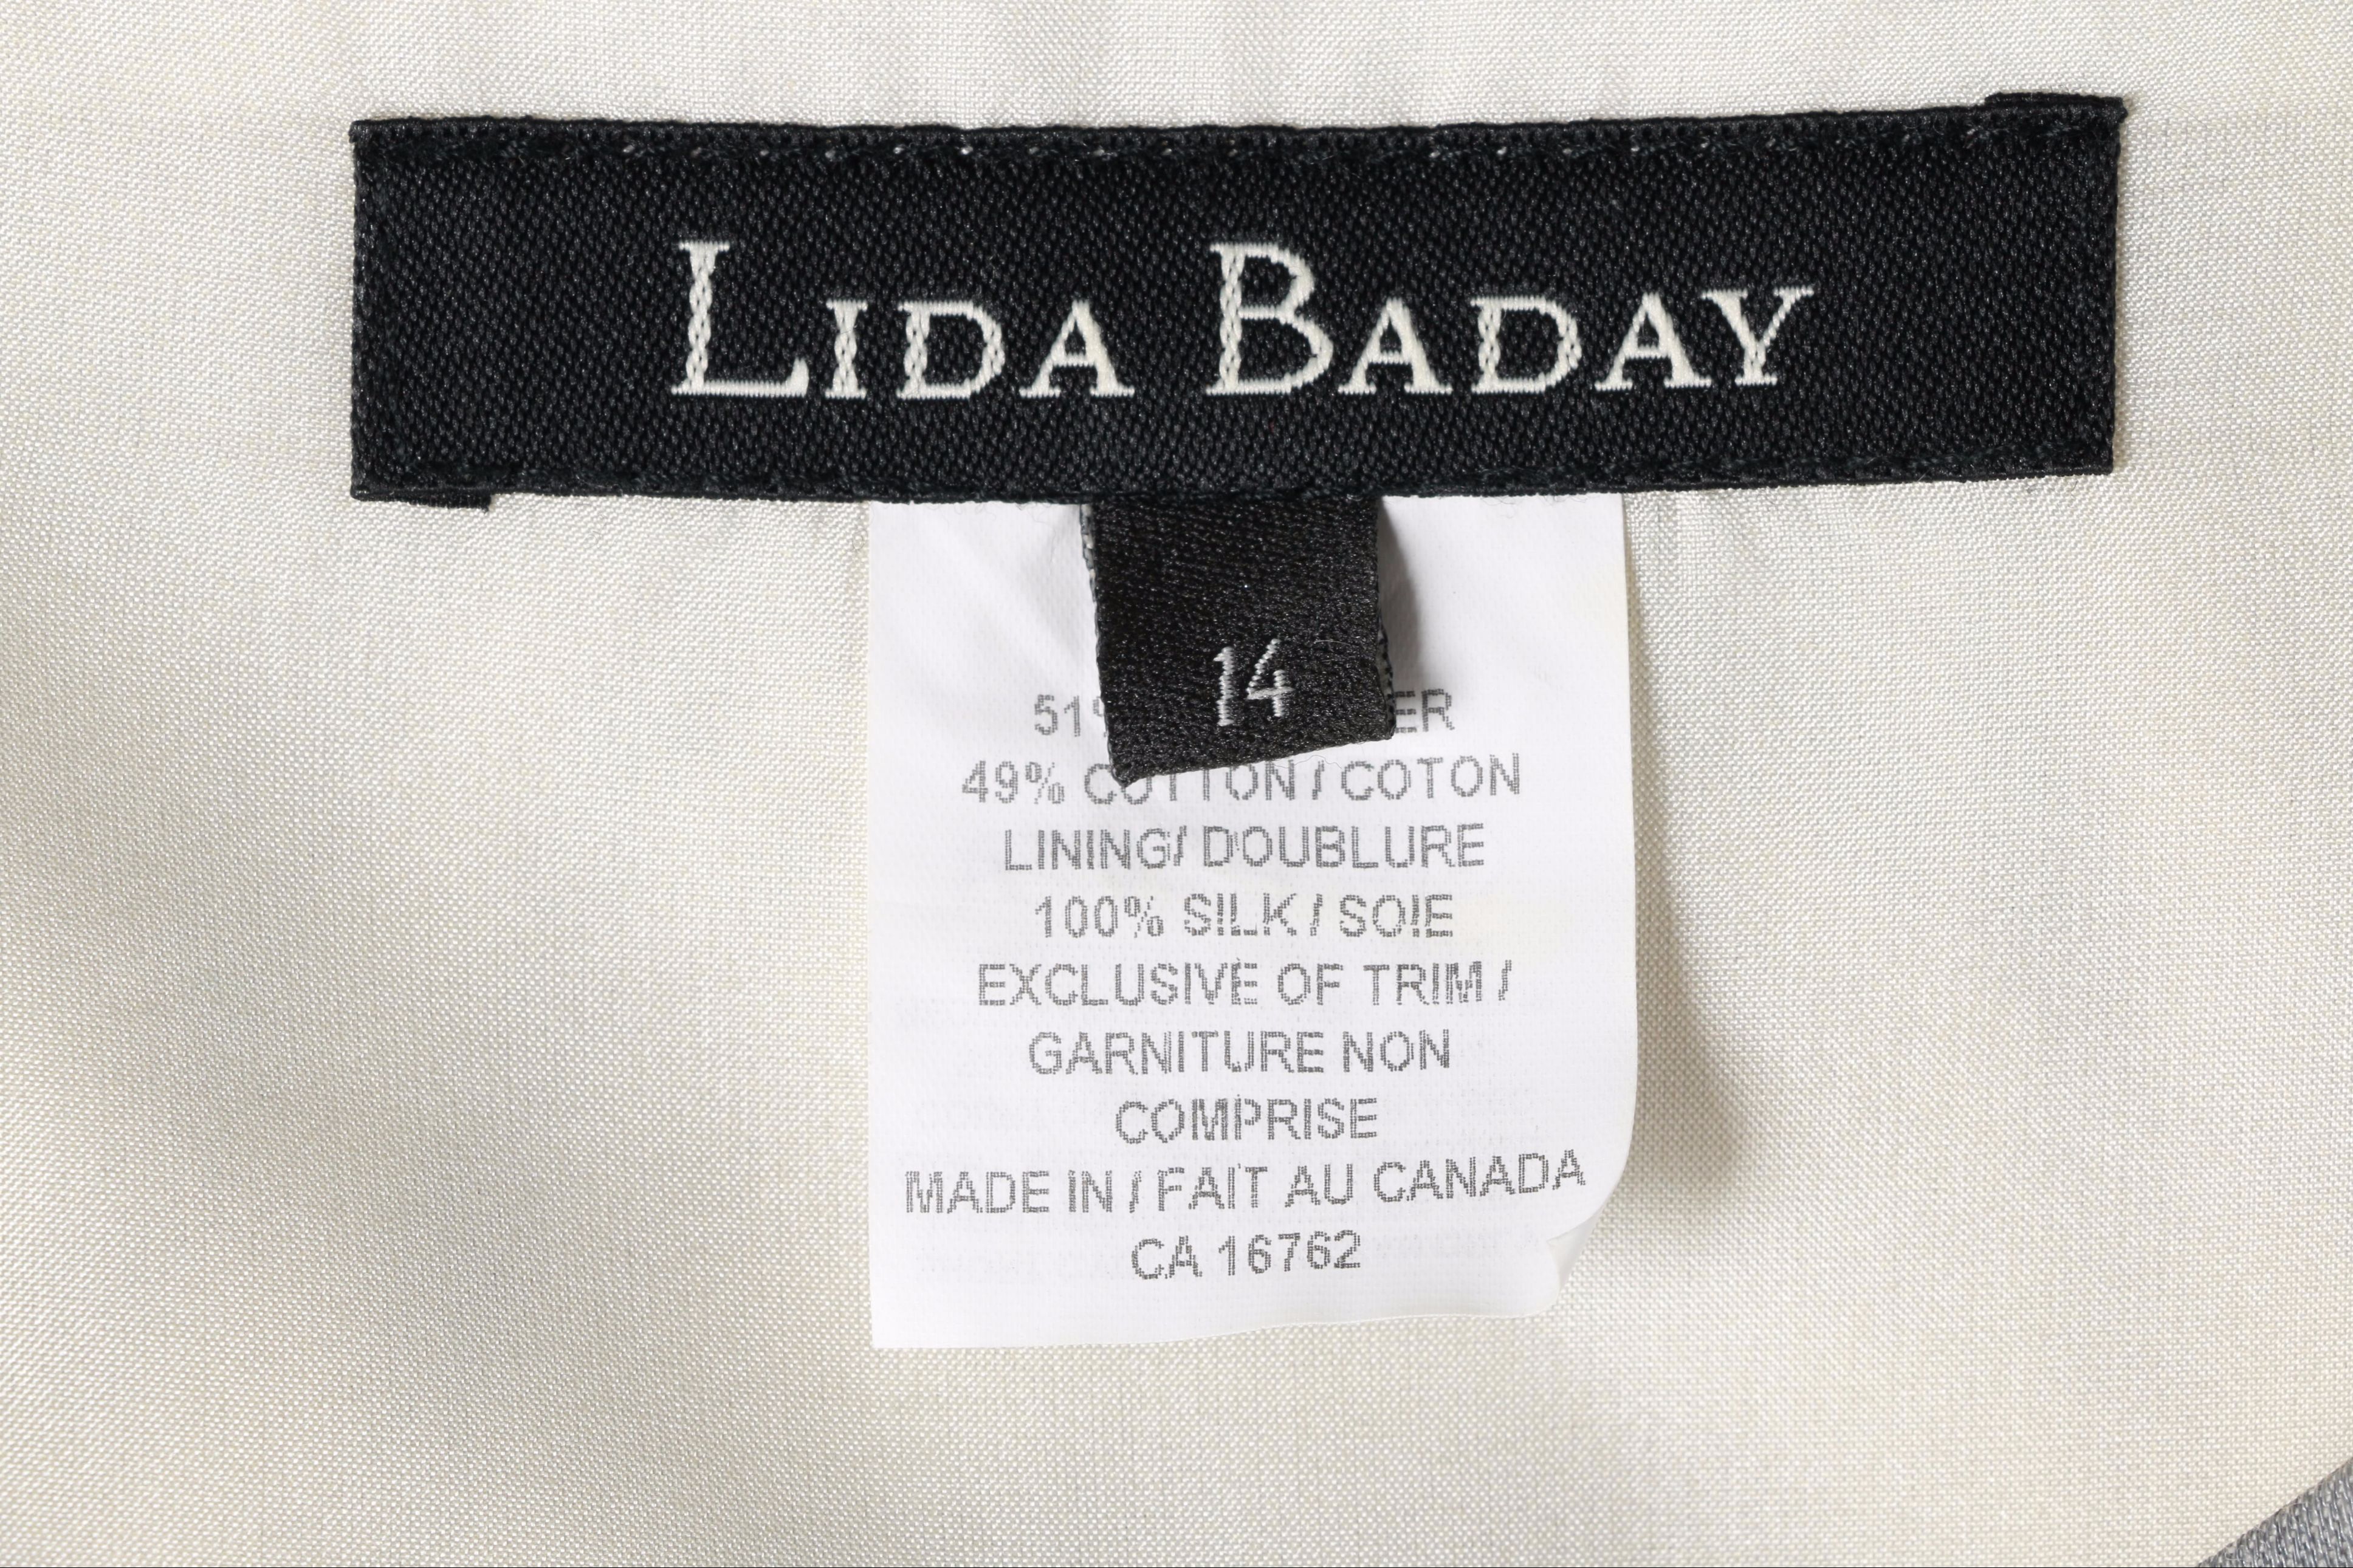 LIDA BADAY
14
51%
49% COTTON / COTON
LINING/ DOUBLURE
100% SILK / SOIE
EXCLUSIVE OF TRIM /
GARNITURE NON
COMPRISE
MADE IN / FAIT AU CANADA
CA 16762